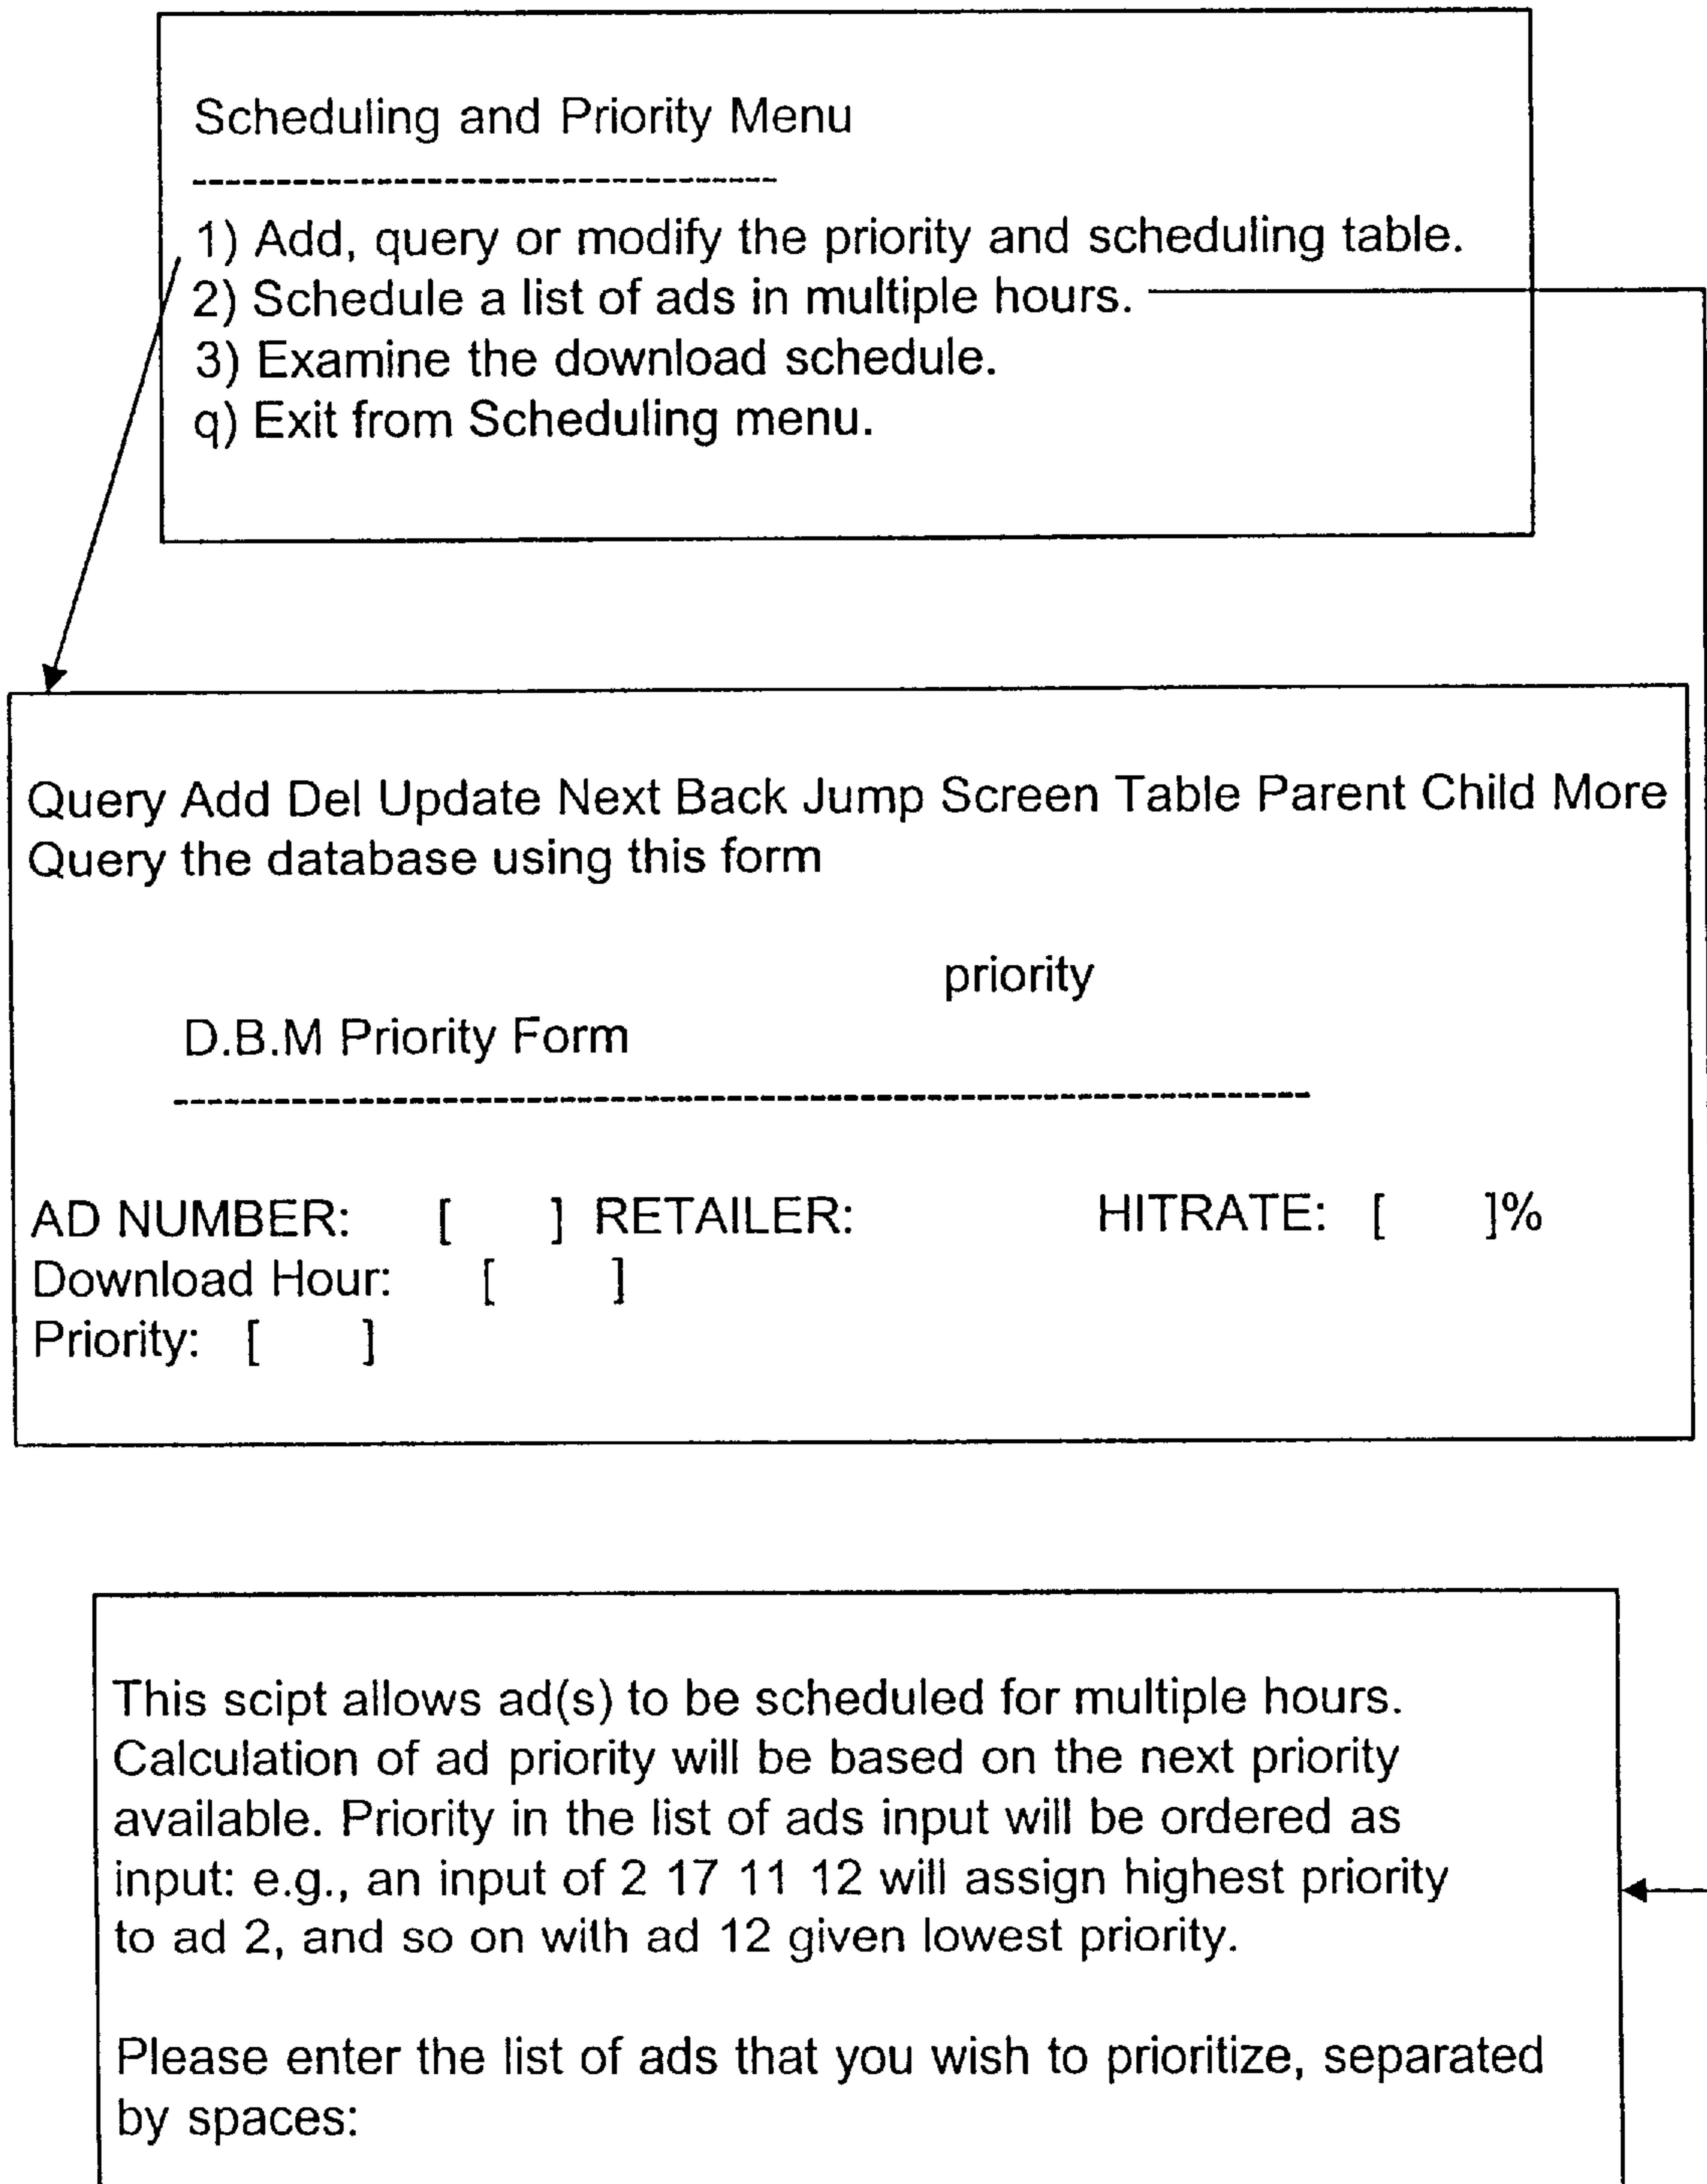 Scheduling and Priority Menu
-----------------------------------
1) Add, query or modify the priority and scheduling table.
2) Schedule a list of ads in multiple hours.
3) Examine the download schedule.
q) Exit from Scheduling menu.
Query Add Del Update Next Back Jump Screen Table Parent Child More
Query the database using this form
priority
D.B.M Priority Form
--------------------------------------------------------------------
AD NUMBER: [ ] RETAILER: HITRATE: [ ]%
Download Hour: [ ]
Priority: [ ]
This scipt allows ad(s) to be scheduled for multiple hours.
Calculation of ad priority will be based on the next priority
available. Priority in the list of ads input will be ordered as
input: e.g., an input of 2 17 11 12 will assign highest priority
to ad 2, and so on with ad 12 given lowest priority.
Please enter the list of ads that you wish to prioritize, separated
by spaces: